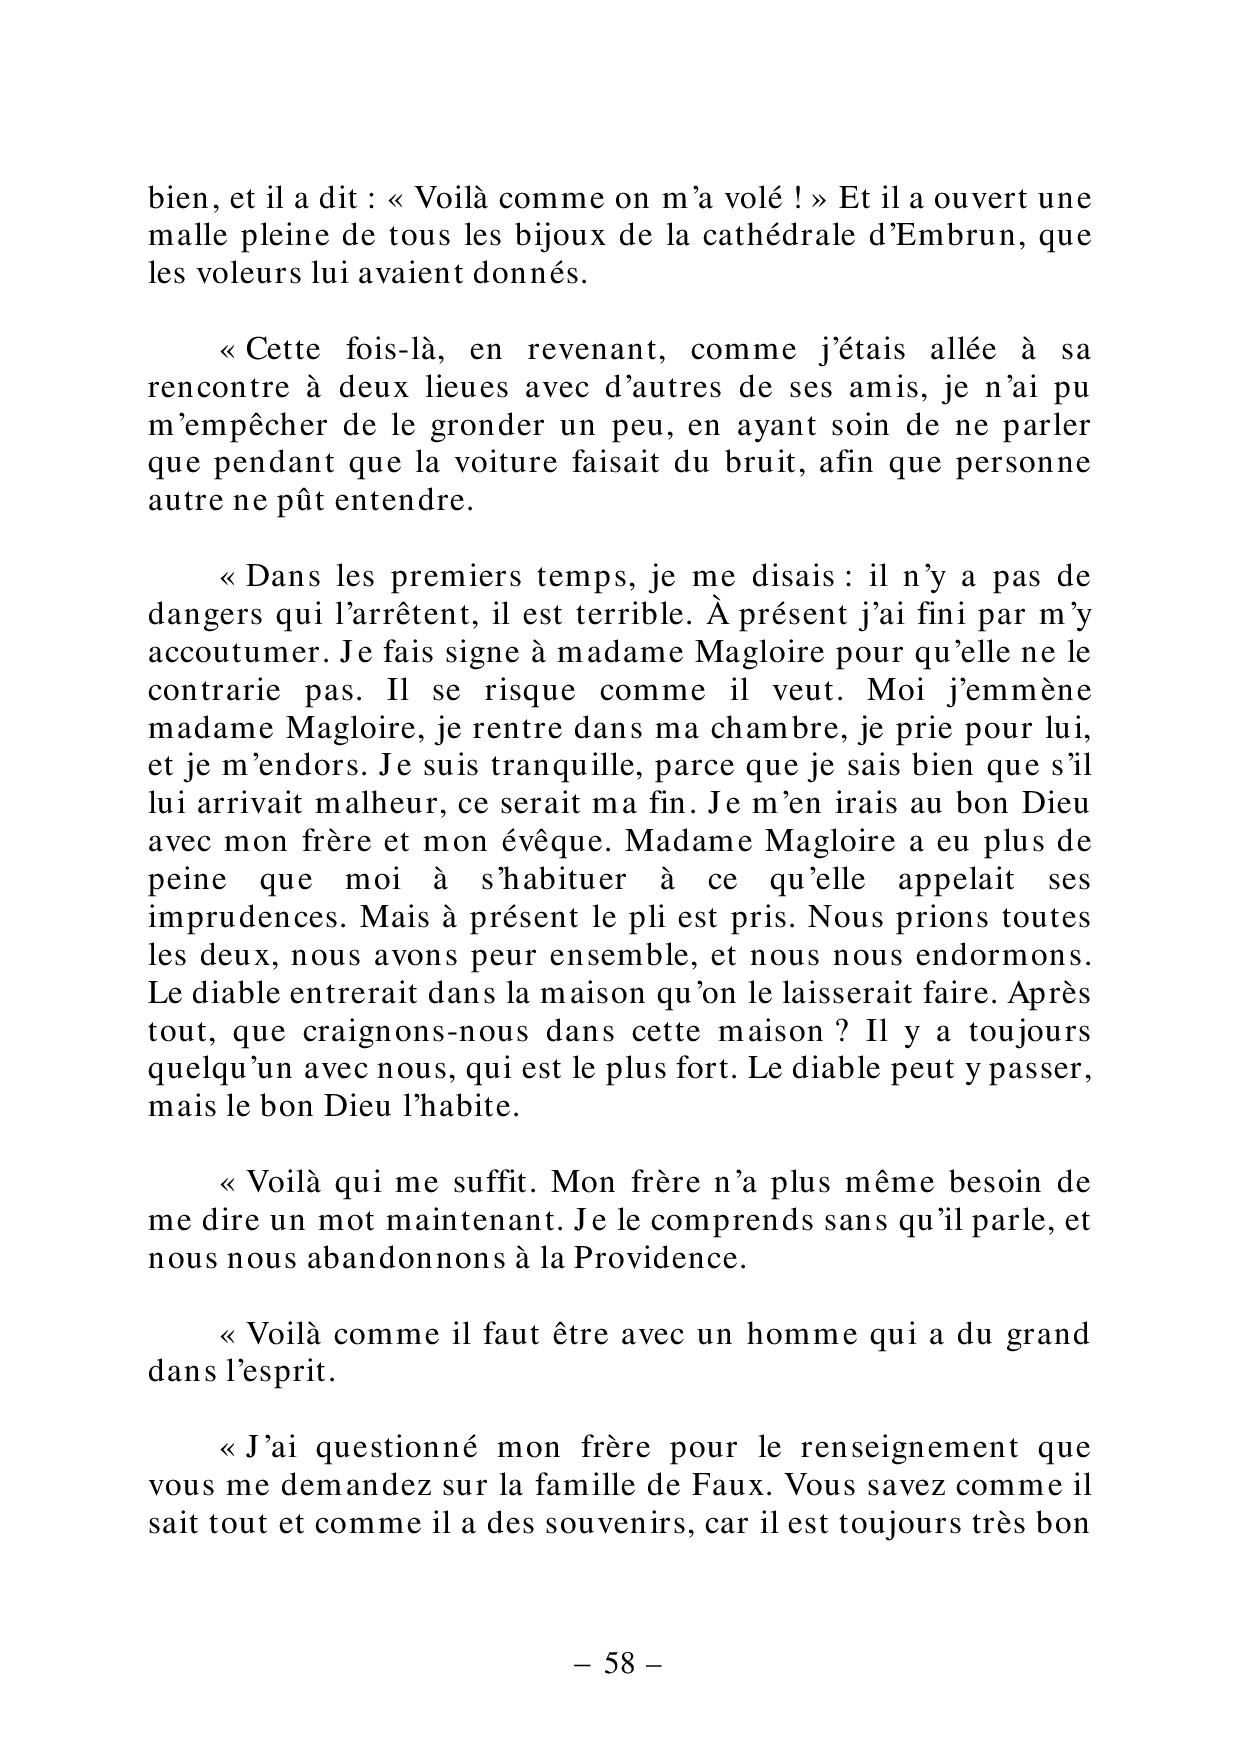 bien, et il a dit : « Voilà comme on m’a volé ! » Et il a ouvert une
malle pleine de tous les bijoux de la cathédrale d’Embrun, que
les voleurs lui avaient donnés.
« Cette fois-là, en revenant, comme j’étais allée à sa
rencontre à deux lieues avec d’autres de ses amis, je n’ai pu
m’empêcher de le gronder un peu, en ayant soin de ne parler
que pendant que la voiture faisait du bruit, afin que personne
autre ne pût entendre.
« Dans les premiers temps, je me disais : il n’y a pas de
dangers qui l’arrêtent, il est terrible. À présent j’ai fini par m’y
accoutumer. Je fais signe à madame Magloire pour qu’elle ne le
contrarie pas. Il se risque comme il veut. Moi j’emmène
madame Magloire, je rentre dans ma chambre, je prie pour lui,
et je m’endors. Je suis tranquille, parce que je sais bien que s’il
lui arrivait malheur, ce serait ma fin. Je m’en irais au bon Dieu
avec mon frère et mon évêque. Madame Magloire a eu plus de
peine que moi à s’habituer à ce qu’elle appelait ses
imprudences. Mais à présent le pli est pris. Nous prions toutes
les deux, nous avons peur ensemble, et nous nous endormons.
Le diable entrerait dans la maison qu’on le laisserait faire. Après
tout, que craignons-nous dans cette maison ? Il y a toujours
quelqu’un avec nous, qui est le plus fort. Le diable peut y passer,
mais le bon Dieu l’habite.
« Voilà qui me suffit. Mon frère n’a plus même besoin de
me dire un mot maintenant. Je le comprends sans qu’il parle, et
nous nous abandonnons à la Providence.
« Voilà comme il faut être avec un homme qui a du grand
dans l’esprit.
« J’ai questionné mon frère pour le renseignement que
vous me demandez sur la famille de Faux. Vous savez comme il
sait tout et comme il a des souvenirs, car il est toujours très bon
– 58 –